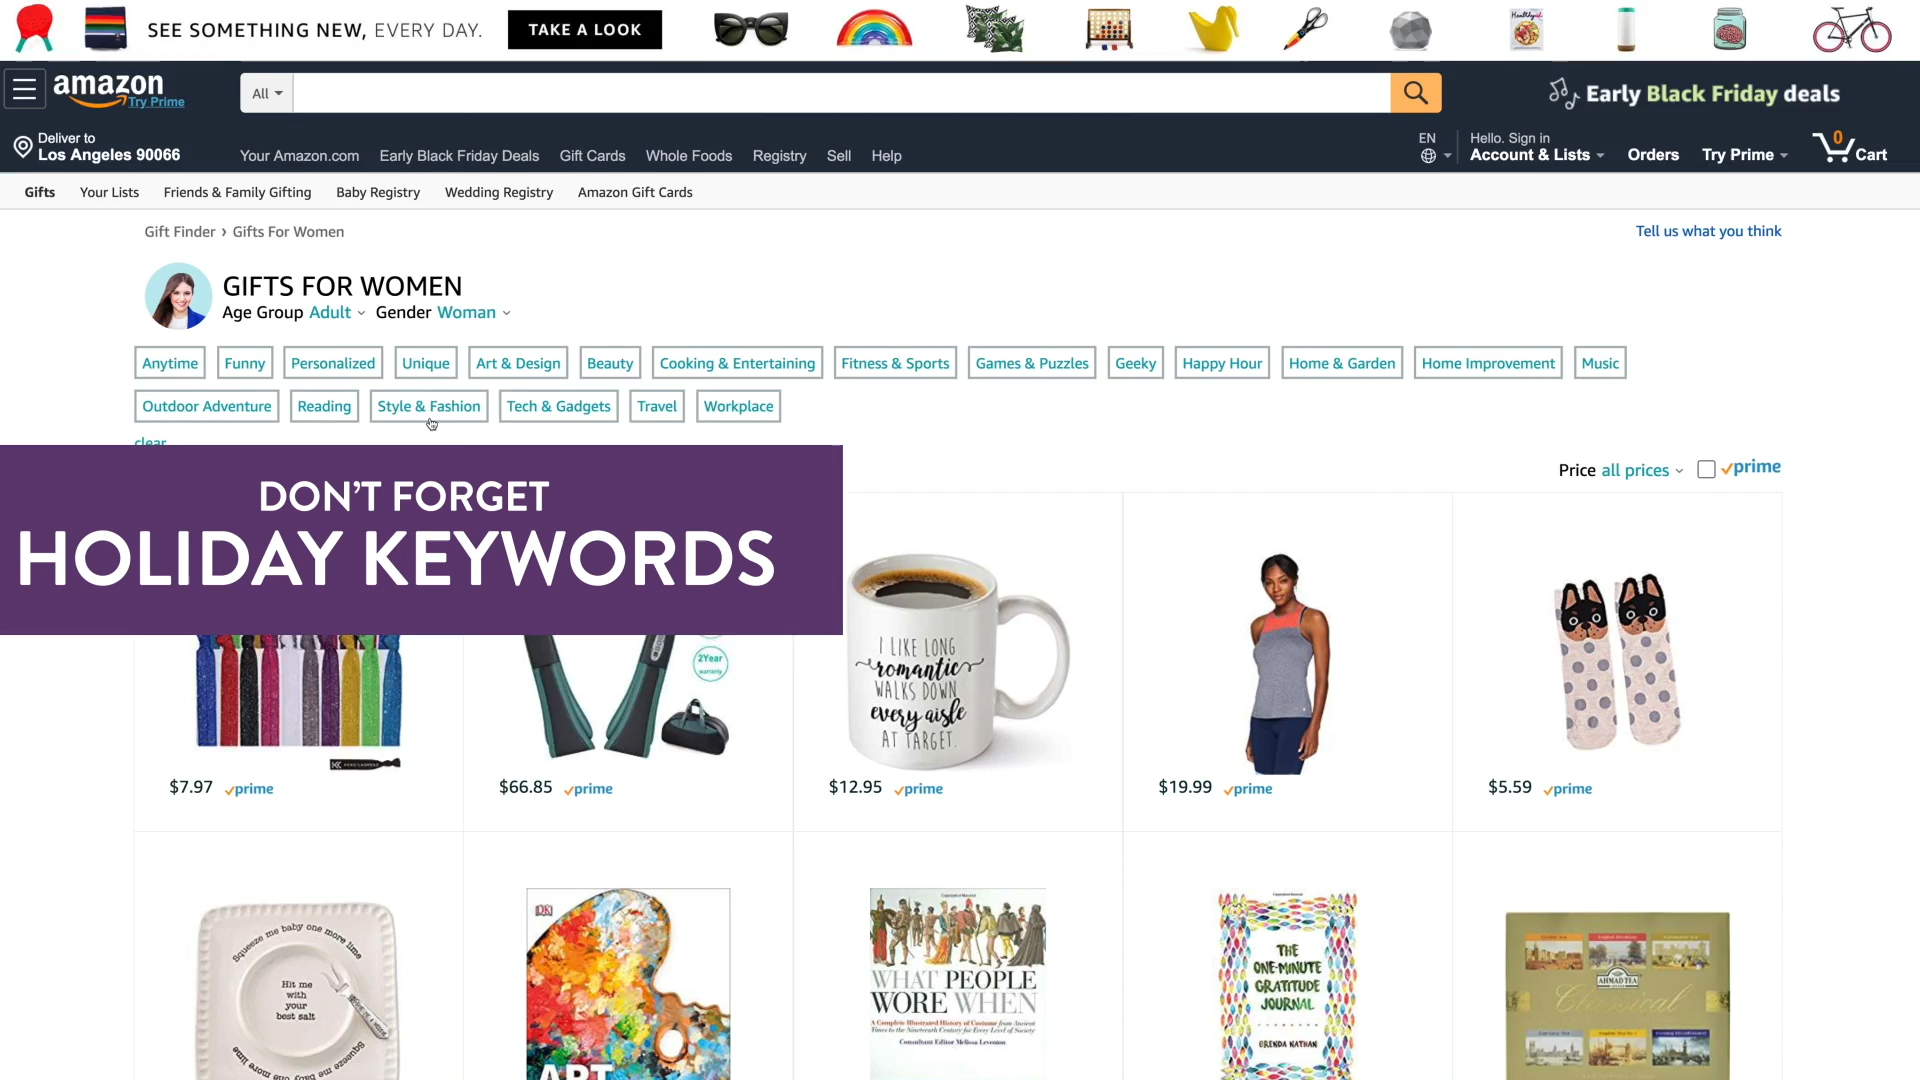 SEE SOMETHING NEW, EVERY DAY. TAKE A LOOK
Healthyish
amazon
Try Prime
All
Early Black Friday deals
Deliver to
Los Angeles 90066
Your Amazon.com Early Black Friday Deals Gift Cards Whole Foods Registry Sell Help
EN
Hello. Sign in
Account & Lists
Orders
Try Prime
0
Cart
Gifts Your Lists Friends & Family Gifting Baby Registry Wedding Registry Amazon Gift Cards
Gift Finder › Gifts For Women
Tell us what you think
GIFTS FOR WOMEN
Age Group Adult Gender Woman
Anytime Funny Personalized Unique Art & Design Beauty Cooking & Entertaining Fitness & Sports Games & Puzzles Geeky Happy Hour Home & Garden Home Improvement Music
Outdoor Adventure Reading Style & Fashion Tech & Gadgets Travel Workplace
clear
Price all prices prime
DON'T FORGET
HOLIDAY KEYWORDS
2Year
warranty
I LIKE LONG
romantic
WALKS DOWN
every aisle
AT TARGET.
$7.97 prime
$66.85 prime
$12.95 prime
$19.99 prime
$5.59 prime
Squeeze me baby one more lime
Hit me
with
your
best salt
Squeeze me baby one more lime
DK
ART
WHAT PEOPLE
WORE WHEN
A Complete Illustrated History of Costume from Ancient
Times to the Nineteenth Century for Every Level of Society
Consultant Editor Melissa Leventon
THE
ONE-MINUTE
GRATITUDE
JOURNAL
BRENDA NATHAN
AHMAD TEA
Classical